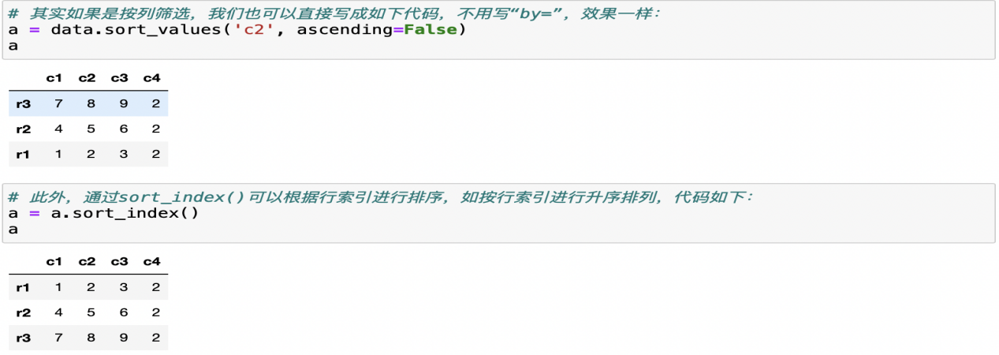 # 其实如果是按列筛选，我们也可以直接写成如下代码，不用写“by=”，效果一样：
a = data.sort_values('c2', ascending=False)
a
c1 c2 c3 c4
r3 7 8 9 2
r2 4 5 6 2
r1 1 2 3 2
# 此外，通过sort_index()可以根据行索引进行排序，如按行索引进行升序排列，代码如下：
a = a.sort_index()
a
c1 c2 c3 c4
r1 1 2 3 2
r2 4 5 6 2
r3 7 8 9 2